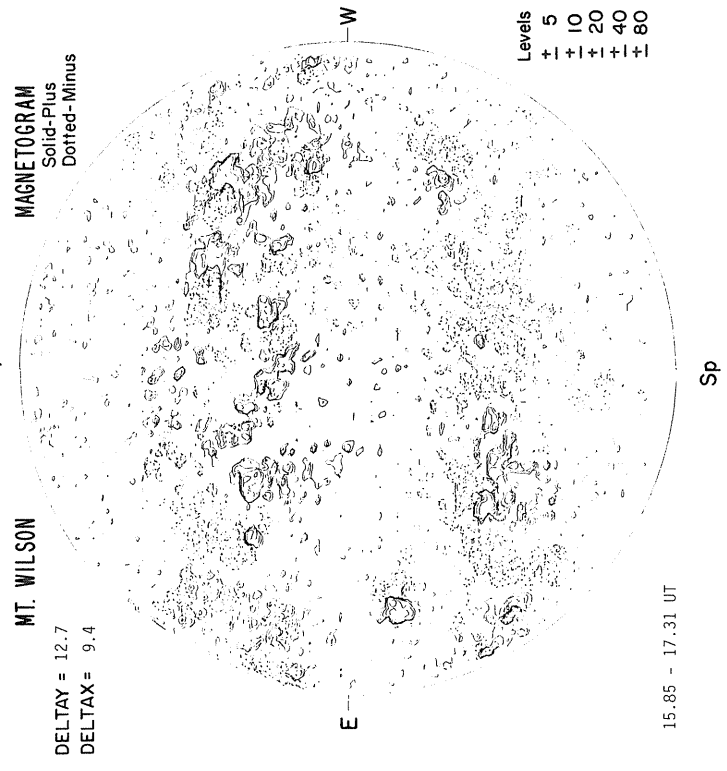 MT. WILSON
MAGNETOGRAM
Solid-Plus
Dotted-Minus
DELTAY = 12.7
DELTAX = 9.4
E
W
Levels
± 5
± 10
± 20
± 40
± 80
15.85 - 17.31 UT
Sp